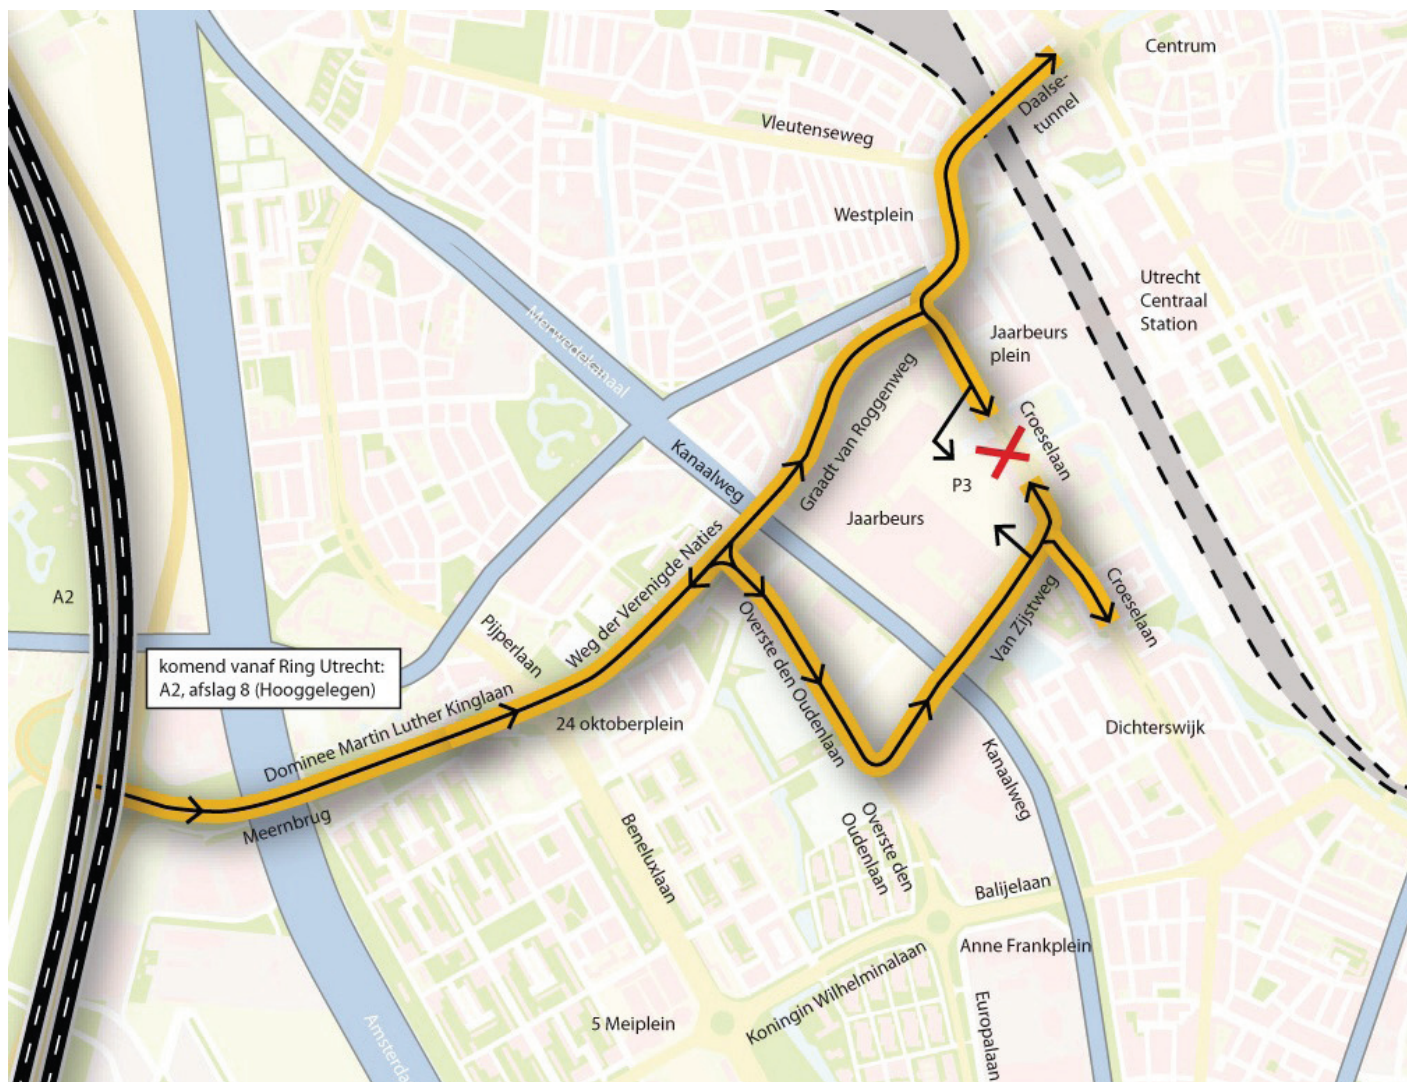 Centrum
Daalse-
tunnel
Vleutenseweg
Westplein
Utrecht
Centraal
Station
Jaarbeurs
plein
Merwedekanaal
Croeselaan
Graadt van Roggenweg
Kanaalweg
P3
Jaarbeurs
Weg der Verenigde Naties
A2
Croeselaan
Van Zijstweg
Pijperlaan
Overste den Oudenlaan
komend vanaf Ring Utrecht:
A2, afslag 8 (Hooggelegen)
Dominee Martin Luther Kinglaan
24 oktoberplein
Dichterswijk
Kanaalweg
Meernbrug
Beneluxlaan
Overste den
Oudenlaan
Balijelaan
Anne Frankplein
Koningin Wilhelminalaan
5 Meiplein
Europalaan
Amsterda